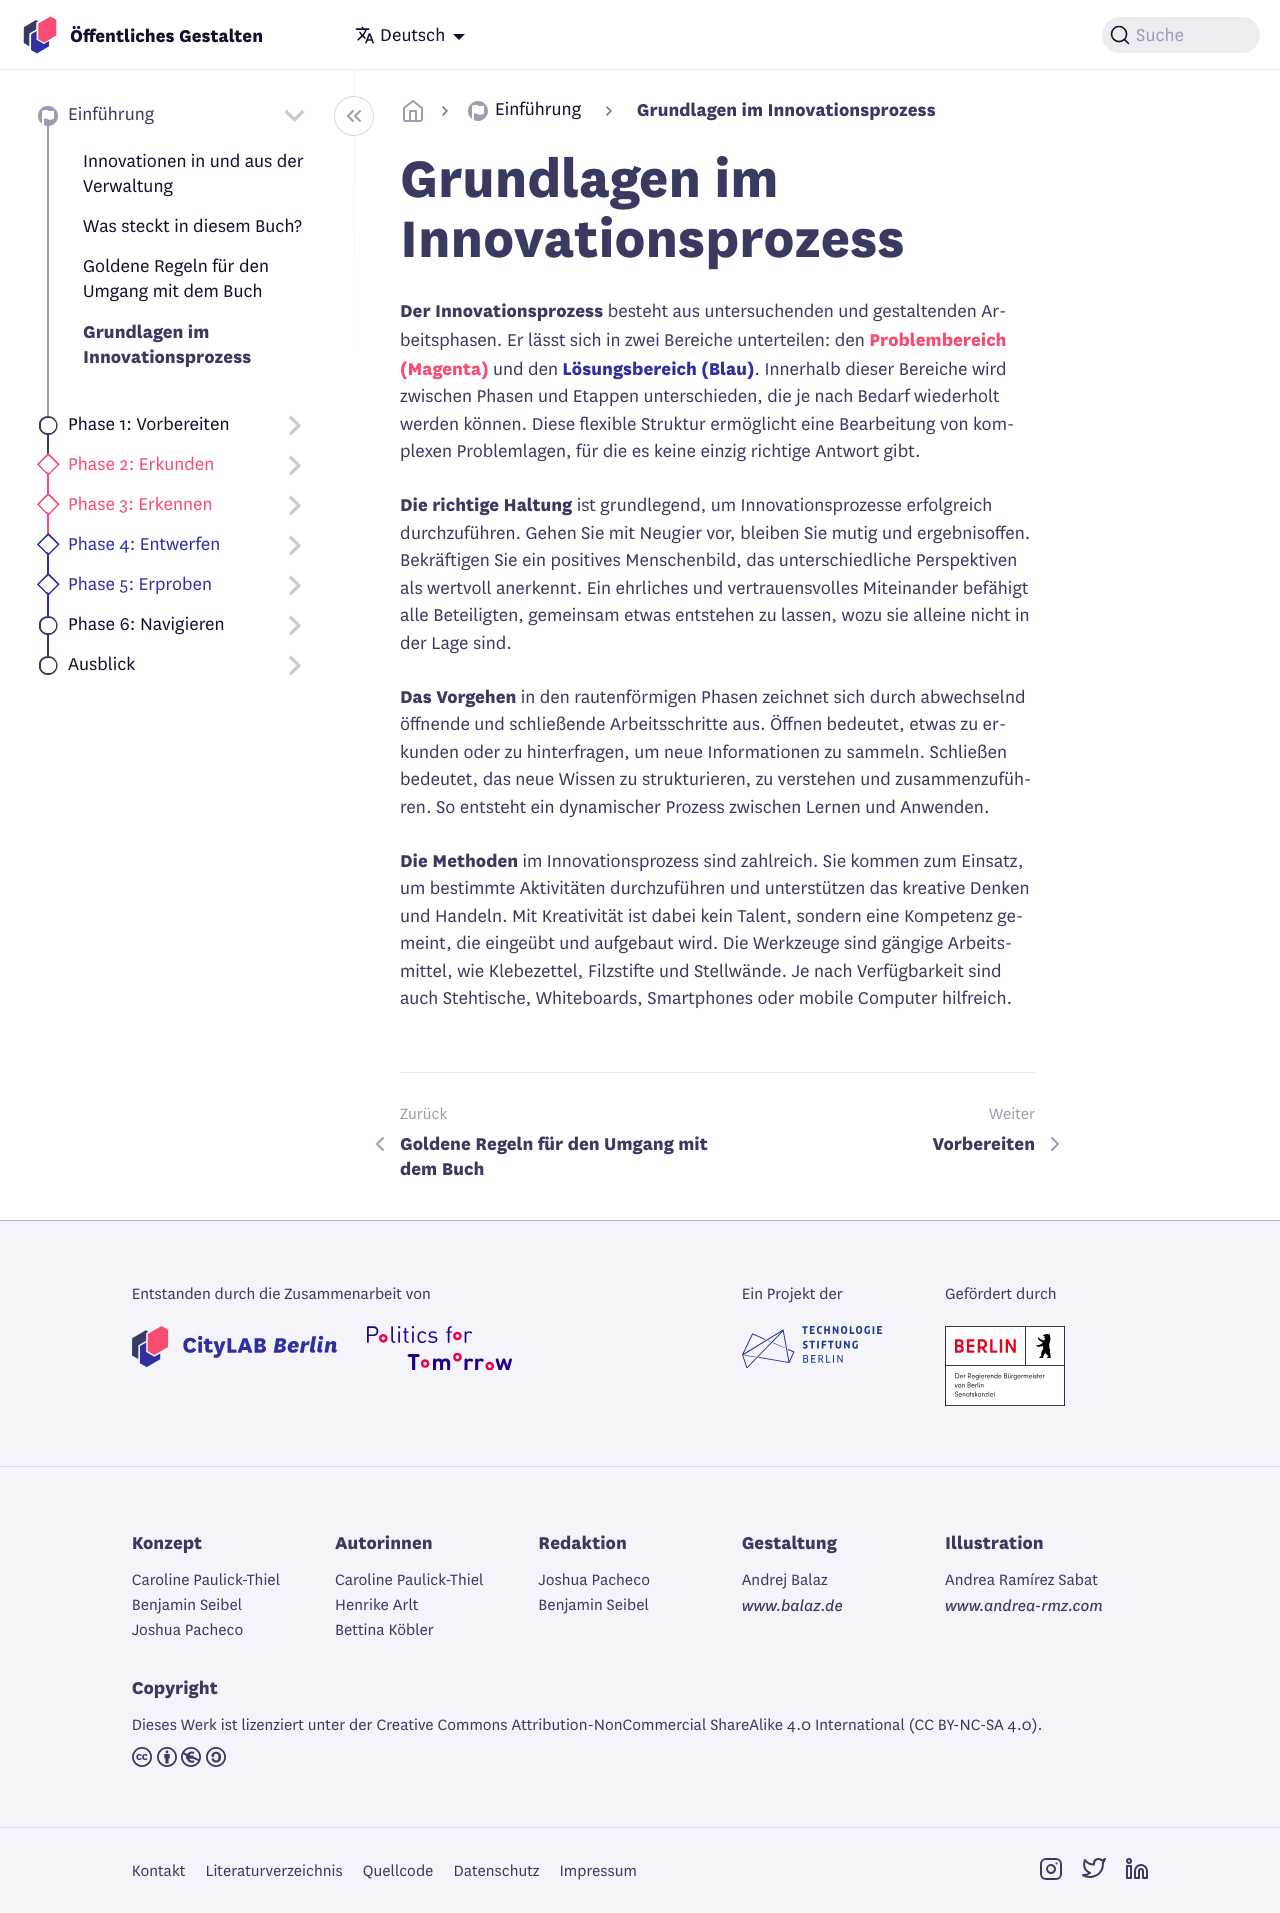 Öffentliches Gestalten
Deutsch
Suche
Einführung
Innovationen in und aus der
Verwaltung
Was steckt in diesem Buch?
Goldene Regeln für den
Umgang mit dem Buch
Grundlagen im
Innovationsprozess
Phase 1: Vorbereiten
Phase 2: Erkunden
Phase 3: Erkennen
Phase 4: Entwerfen
Phase 5: Erproben
Phase 6: Navigieren
Ausblick
Einführung
Grundlagen im Innovationsprozess
Grundlagen im
Innovationsprozess
Der Innovationsprozess besteht aus untersuchenden und gestaltenden Ar-
beitsphasen. Er lässt sich in zwei Bereiche unterteilen: den Problembereich
(Magenta) und den Lösungsbereich (Blau). Innerhalb dieser Bereiche wird
zwischen Phasen und Etappen unterschieden, die je nach Bedarf wiederholt
werden können. Diese flexible Struktur ermöglicht eine Bearbeitung von kom-
plexen Problemlagen, für die es keine einzig richtige Antwort gibt.
Die richtige Haltung ist grundlegend, um Innovationsprozesse erfolgreich
durchzuführen. Gehen Sie mit Neugier vor, bleiben Sie mutig und ergebnisoffen.
Bekräftigen Sie ein positives Menschenbild, das unterschiedliche Perspektiven
als wertvoll anerkennt. Ein ehrliches und vertrauensvolles Miteinander befähigt
alle Beteiligten, gemeinsam etwas entstehen zu lassen, wozu sie alleine nicht in
der Lage sind.
Das Vorgehen in den rautenförmigen Phasen zeichnet sich durch abwechselnd
öffnende und schließende Arbeitsschritte aus. Öffnen bedeutet, etwas zu er-
kunden oder zu hinterfragen, um neue Informationen zu sammeln. Schließen
bedeutet, das neue Wissen zu strukturieren, zu verstehen und zusammenzufüh-
ren. So entsteht ein dynamischer Prozess zwischen Lernen und Anwenden.
Die Methoden im Innovationsprozess sind zahlreich. Sie kommen zum Einsatz,
um bestimmte Aktivitäten durchzuführen und unterstützen das kreative Denken
und Handeln. Mit Kreativität ist dabei kein Talent, sondern eine Kompetenz ge-
meint, die eingeübt und aufgebaut wird. Die Werkzeuge sind gängige Arbeits-
mittel, wie Klebezettel, Filzstifte und Stellwände. Je nach Verfügbarkeit sind
auch Stehtische, Whiteboards, Smartphones oder mobile Computer hilfreich.
Zurück
Goldene Regeln für den Umgang mit
dem Buch
Weiter
Vorbereiten
Entstanden durch die Zusammenarbeit von
CityLAB Berlin
Politics for
Tomorrow
Ein Projekt der
TECHNOLOGIE
STIFTUNG
BERLIN
Gefördert durch
BERLIN
Der Regierende Bürgermeister
von Berlin
Senatskanzlei
Konzept
Caroline Paulick-Thiel
Benjamin Seibel
Joshua Pacheco
Autorinnen
Caroline Paulick-Thiel
Henrike Arlt
Bettina Köbler
Redaktion
Joshua Pacheco
Benjamin Seibel
Gestaltung
Andrej Balaz
www.balaz.de
Illustration
Andrea Ramírez Sabat
www.andrea-rmz.com
Copyright
Dieses Werk ist lizenziert unter der Creative Commons Attribution-NonCommercial ShareAlike 4.0 International (CC BY-NC-SA 4.0).
Kontakt Literaturverzeichnis Quellcode Datenschutz Impressum